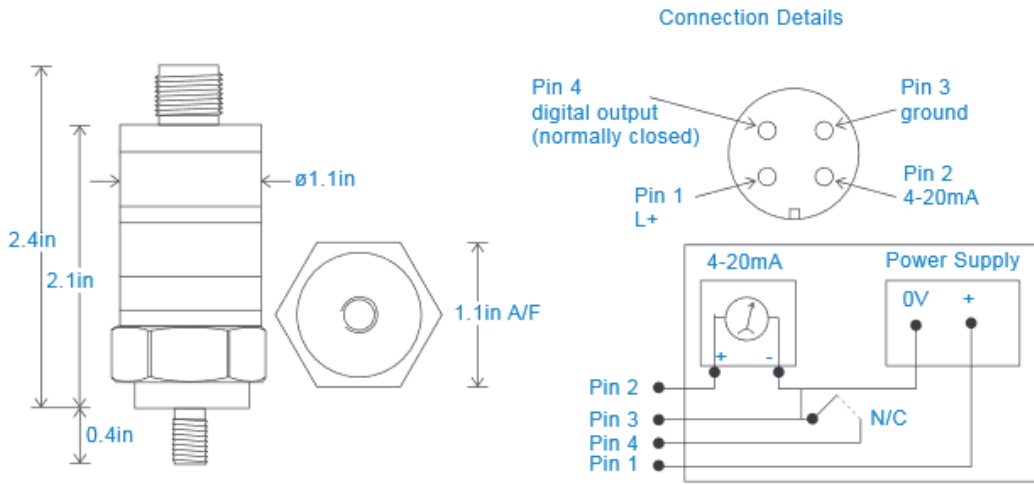 Connection Details
Pin 4
digital output
(normally closed)
Pin 3
ground
Pin 1
L+
Pin 2
4-20mA
ø1.1in
2.4in
2.1in
1.1in A/F
0.4in
4-20mA
Power Supply
0V +
+ -
Pin 2
Pin 3
N/C
Pin 4
Pin 1